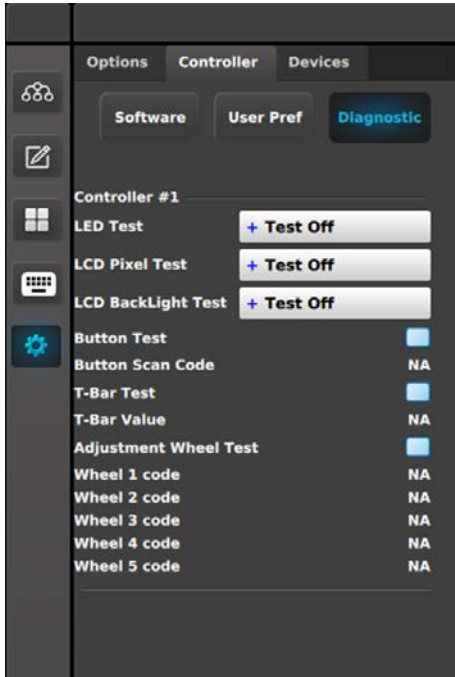 Options Controller Devices
Software User Pref Diagnostic
Controller #1
LED Test + Test Off
LCD Pixel Test + Test Off
LCD BackLight Test + Test Off
Button Test
Button Scan Code NA
T-Bar Test
T-Bar Value NA
Adjustment Wheel Test
Wheel 1 code NA
Wheel 2 code NA
Wheel 3 code NA
Wheel 4 code NA
Wheel 5 code NA